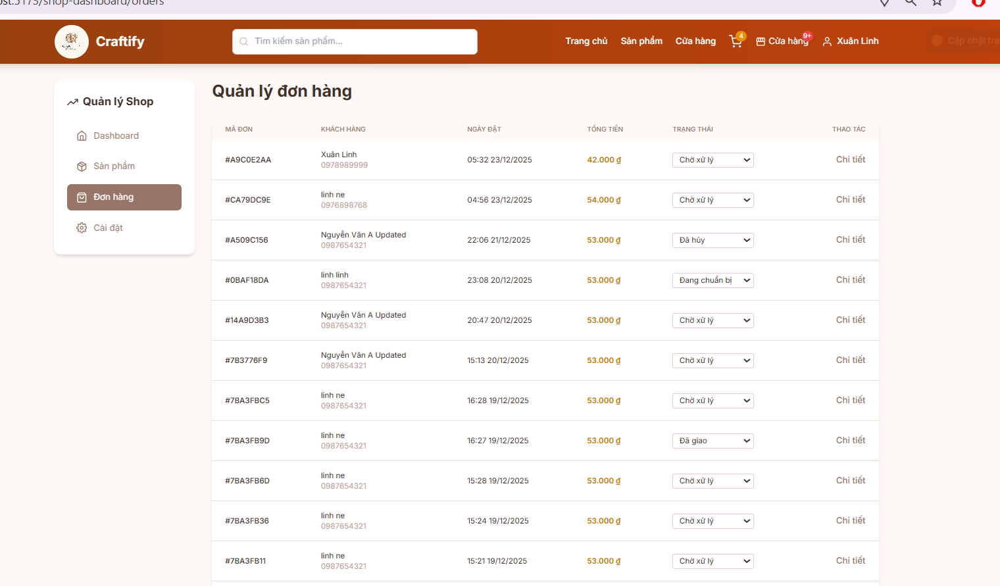 ost:5173/shop-dashboard/orders
Craftify
Tìm kiếm sản phẩm...
Trang chủ
Sản phẩm
Cửa hàng
4
Cửa hàng
9+
Xuân Linh
Cập nhật tra
Quản lý Shop
Dashboard
Sản phẩm
Đơn hàng
Cài đặt
Quản lý đơn hàng
MÃ ĐƠN KHÁCH HÀNG NGÀY ĐẶT TỔNG TIỀN TRẠNG THÁI THAO TÁC
#A9C0E2AA Xuân Linh 05:32 23/12/2025 42.000 ₫ Chờ xử lý Chi tiết
0978989999
#CA79DC9E linh ne 04:56 23/12/2025 54.000 ₫ Chờ xử lý Chi tiết
0976898768
#A509C156 Nguyễn Văn A Updated 22:06 21/12/2025 53.000 ₫ Đã hủy Chi tiết
0987654321
#0BAF18DA linh linh 23:08 20/12/2025 53.000 ₫ Đang chuẩn bị Chi tiết
0987654321
#14A9D3B3 Nguyễn Văn A Updated 20:47 20/12/2025 53.000 ₫ Chờ xử lý Chi tiết
0987654321
#7B3776F9 Nguyễn Văn A Updated 15:13 20/12/2025 53.000 ₫ Chờ xử lý Chi tiết
0987654321
#7BA3FBC5 linh ne 16:28 19/12/2025 53.000 ₫ Chờ xử lý Chi tiết
0987654321
#7BA3FB9D linh ne 16:27 19/12/2025 53.000 ₫ Đã giao Chi tiết
0987654321
#7BA3FB6D linh ne 15:28 19/12/2025 53.000 ₫ Chờ xử lý Chi tiết
0987654321
#7BA3FB36 linh ne 15:24 19/12/2025 53.000 ₫ Chờ xử lý Chi tiết
0987654321
#7BA3FB11 linh ne 15:21 19/12/2025 53.000 ₫ Chờ xử lý Chi tiết
0987654321